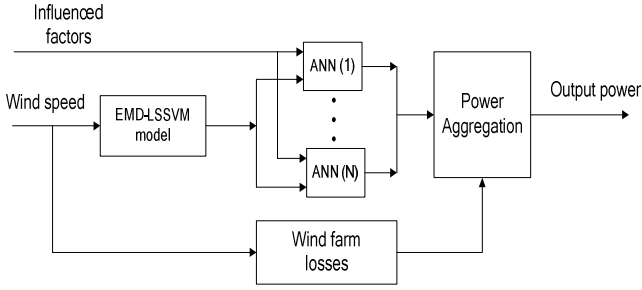 Influenced
factors
ANN (1)
Wind speed
EMD-LSSVM
model
Power
Aggregation
Output power
ANN (N)
Wind farm
losses